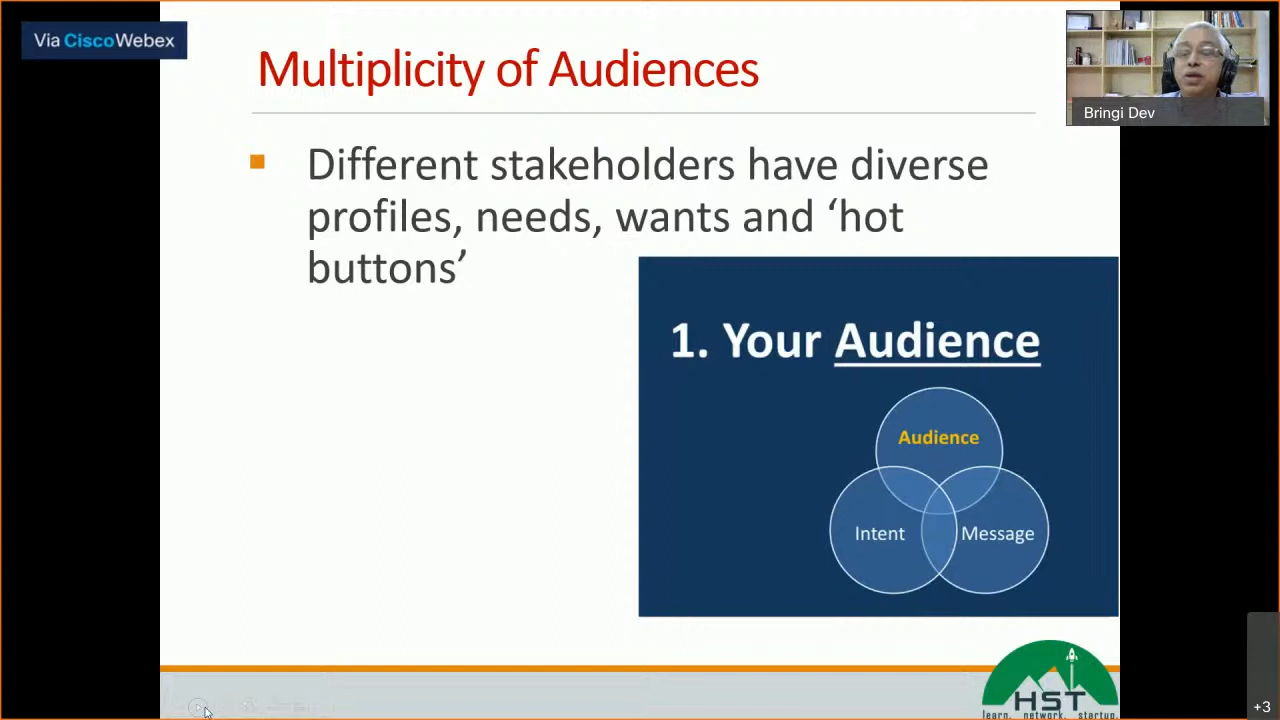 Via CiscoWebex
Multiplicity of Audiences
Bringi Dev
Different stakeholders have diverse
profiles, needs, wants and ‘hot
buttons’
1. Your Audience
Audience
Intent
Message
HST
learn. network. startup.
+3